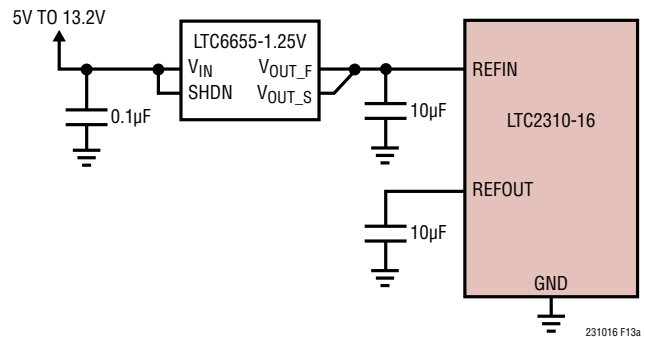 5V TO 13.2V
LTC6655-1.25V
VIN
VOUT_F
SHDN
VOUT_S
0.1µF
10µF
REFIN
LTC2310-16
REFOUT
10µF
GND
231016 F13a